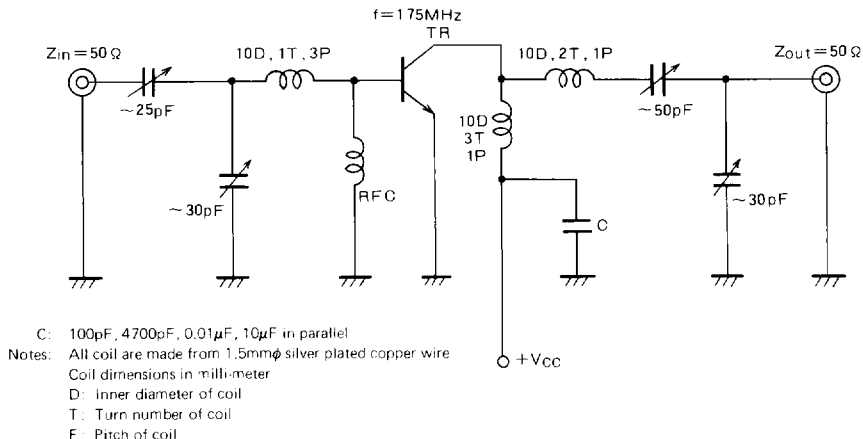 f=175MHz
TR
Zin=50Ω
10D, 1T, 3P
10D, 2T, 1P
Zout=50Ω
~25pF
~50pF
10D
3T
1P
~30pF
RFC
C
~30pF
+Vcc
C: 100pF, 4700pF, 0.01μF, 10μF in parallel
Notes: All coil are made from 1.5mmφ silver plated copper wire
Coil dimensions in milli-meter
D: Inner diameter of coil
T: Turn number of coil
P: Pitch of coil